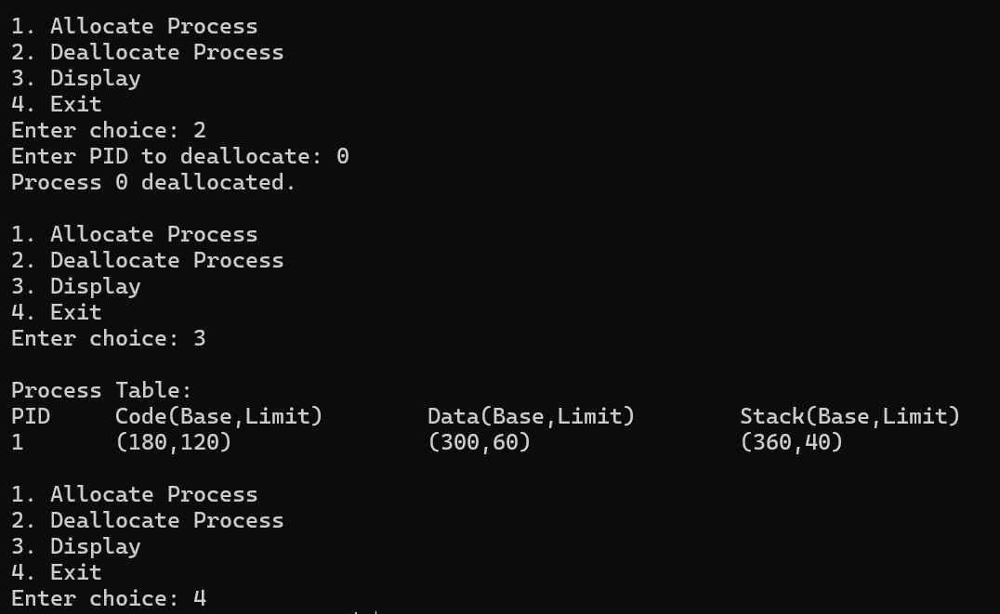 1. Allocate Process
2. Deallocate Process
3. Display
4. Exit
Enter choice: 2
Enter PID to deallocate: 0
Process 0 deallocated.
1. Allocate Process
2. Deallocate Process
3. Display
4. Exit
Enter choice: 3
Process Table:
PID Code(Base,Limit) Data(Base,Limit) Stack(Base,Limit)
1 (180,120) (300,60) (360,40)
1. Allocate Process
2. Deallocate Process
3. Display
4. Exit
Enter choice: 4